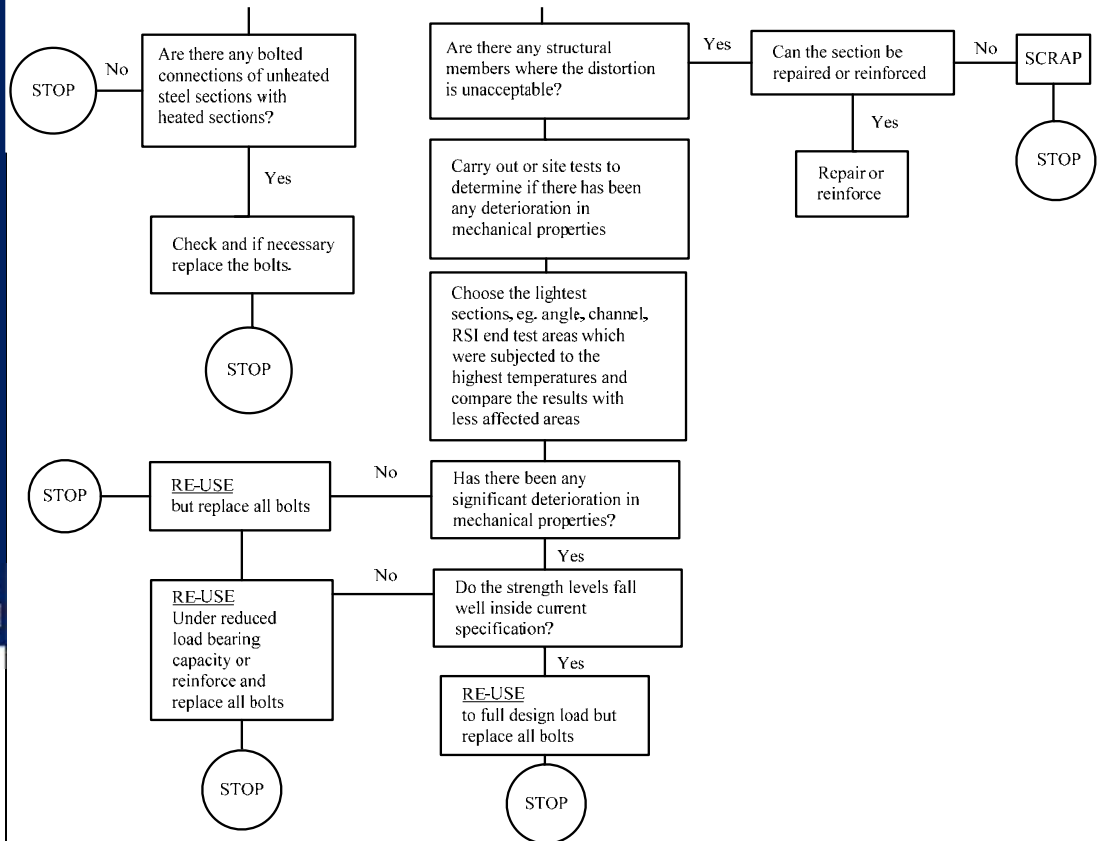 Are there any bolted
connections of unheated
steel sections with
heated sections?
No
STOP
Yes
Check and if necessary
replace the bolts.
STOP
Are there any structural
members where the distortion
is unacceptable?
Yes
Can the section be
repaired or reinforced
No
SCRAP
STOP
Yes
Repair or
reinforce
Carry out or site tests to
determine if there has been
any deterioration in
mechanical properties
Choose the lightest
sections, eg. angle, channel,
RSI end test areas which
were subjected to the
highest temperatures and
compare the results with
less affected areas
Has there been any
significant deterioration in
mechanical properties?
No
RE-USE
but replace all bolts
STOP
Yes
Do the strength levels fall
well inside current
specification?
No
RE-USE
Under reduced
load bearing
capacity or
reinforce and
replace all bolts
STOP
Yes
RE-USE
to full design load but
replace all bolts
STOP